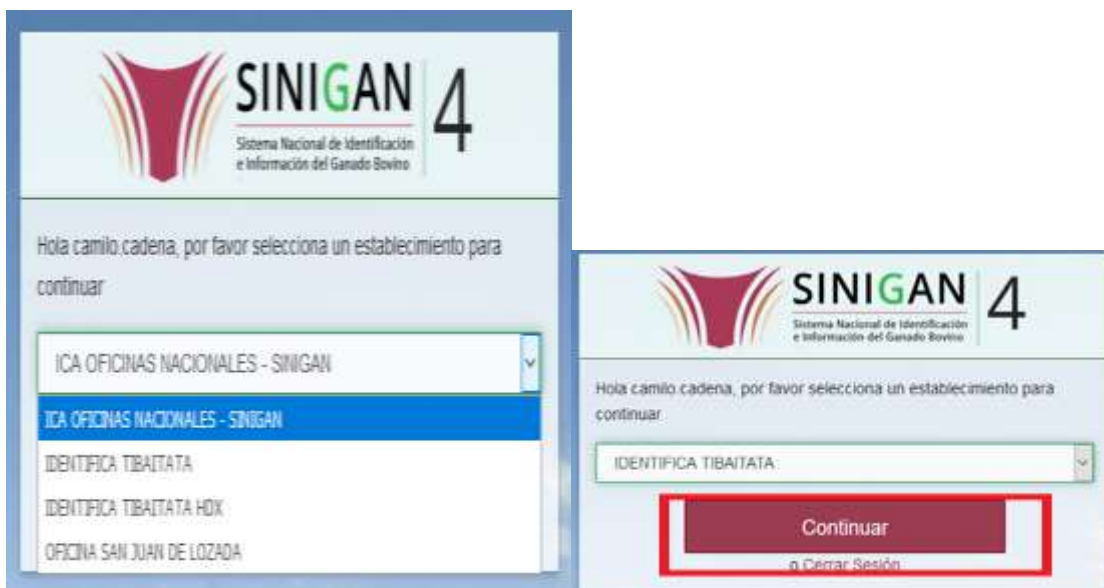 SINIGAN 4
Sistema Nacional de Identificación
e Información del Ganado Bovino
Hola camilo.cadena, por favor selecciona un establecimiento para
continuar
ICA OFICINAS NACIONALES - SINIGAN
ICA OFICINAS NACIONALES - SINIGAN
IDENTIFICA TIBAITATA
IDENTIFICA TIBAITATA HDX
OFICINA SAN JUAN DE LOZADA
SINIGAN 4
Sistema Nacional de Identificación
e Información del Ganado Bovino
Hola camilo cadena, por favor selecciona un establecimiento para
continuar
IDENTIFICA TIBAITATA
Continuar
o Cerrar Sesión